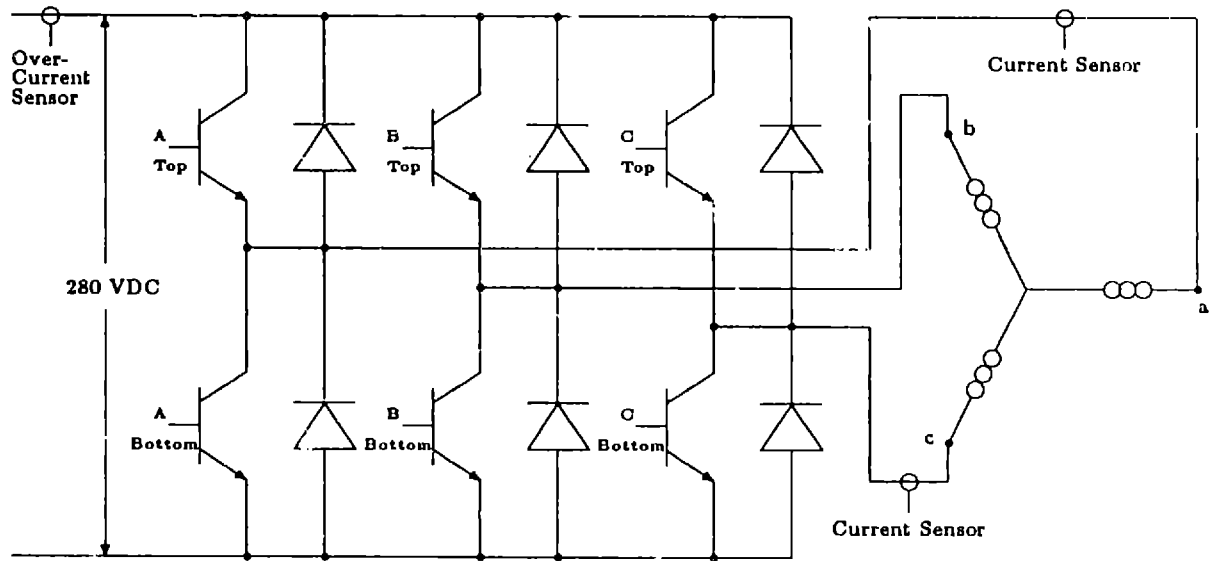 Over-
Current
Sensor
Current Sensor
A
Top
B
Top
C
Top
b
280 VDC
a
A
Bottom
B
Bottom
C
Bottom
c
Current Sensor